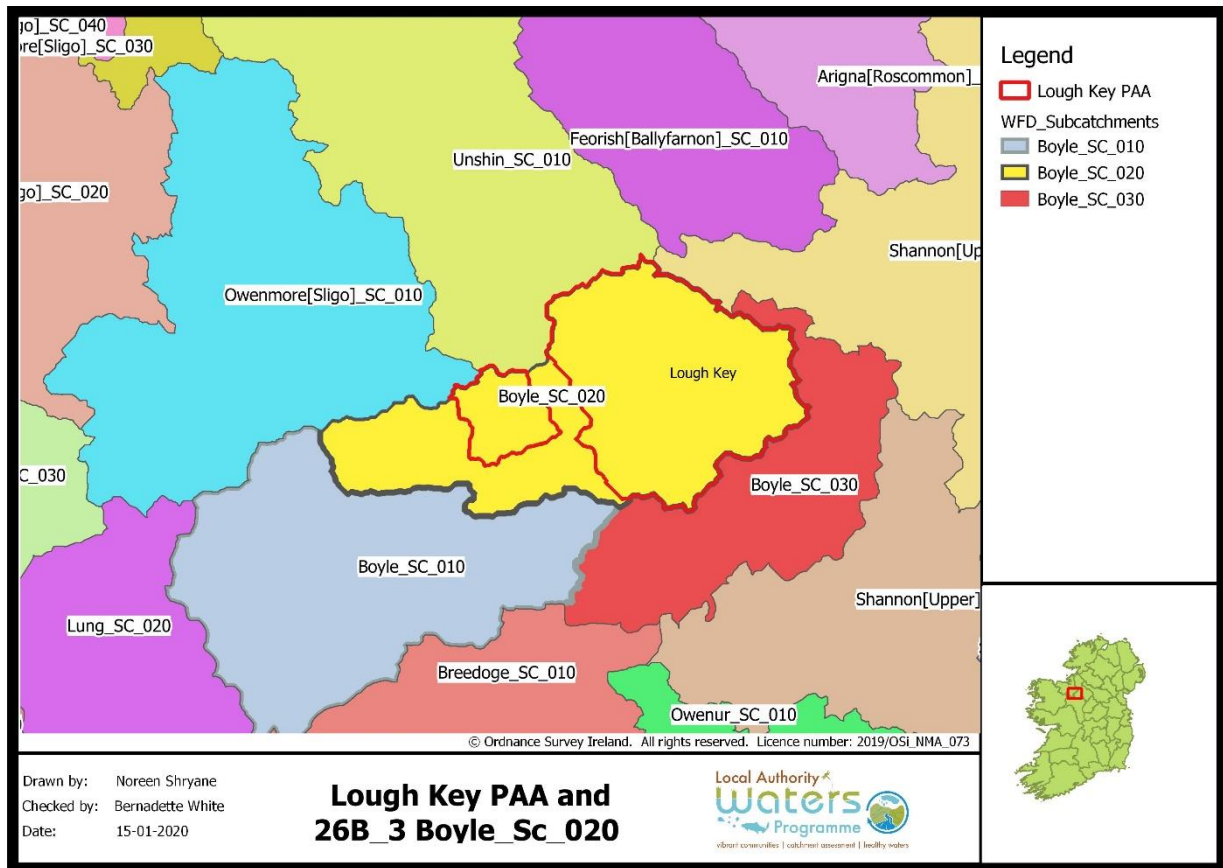 go]_SC_040
ore[Sligo]_SC_030
Arigna[Roscommon]_
Feorish[Ballyfarnon]_SC_010
Unshin_SC_010
go]_SC_020
Shannon[Up
Owenmore[Sligo]_SC_010
Lough Key
Boyle_SC_020
C_030
Boyle_SC_030
Boyle_SC_010
Shannon[Upper]
Lung_SC_020
Breedoge_SC_010
Owenur_SC_010
© Ordnance Survey Ireland. All rights reserved. Licence number: 2019/OSi_NMA_073
Legend
Lough Key PAA
WFD_Subcatchments
Boyle_SC_010
Boyle_SC_020
Boyle_SC_030
Drawn by: Noreen Shryane
Checked by: Bernadette White
Date: 15-01-2020
Lough Key PAA and
26B_3 Boyle_Sc_020
Local Authority
Waters
Programme
vibrant communities | catchment assessment | healthy waters